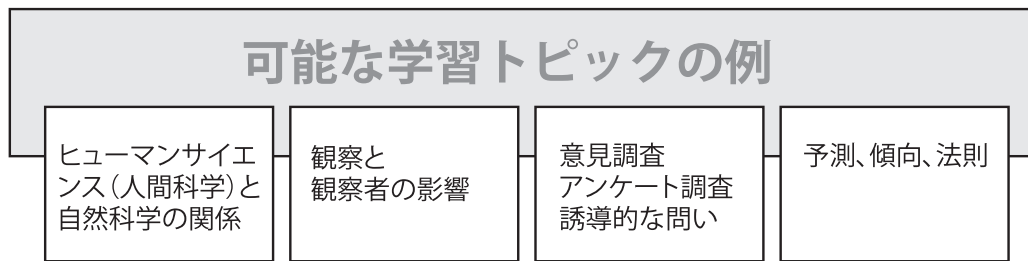 可能な学習トピックの例
ヒューマンサイエ
ンス（人間科学）と
自然科学の関係
観察と
観察者の影響
意見調査
アンケート調査
誘導的な問い
予測、傾向、法則